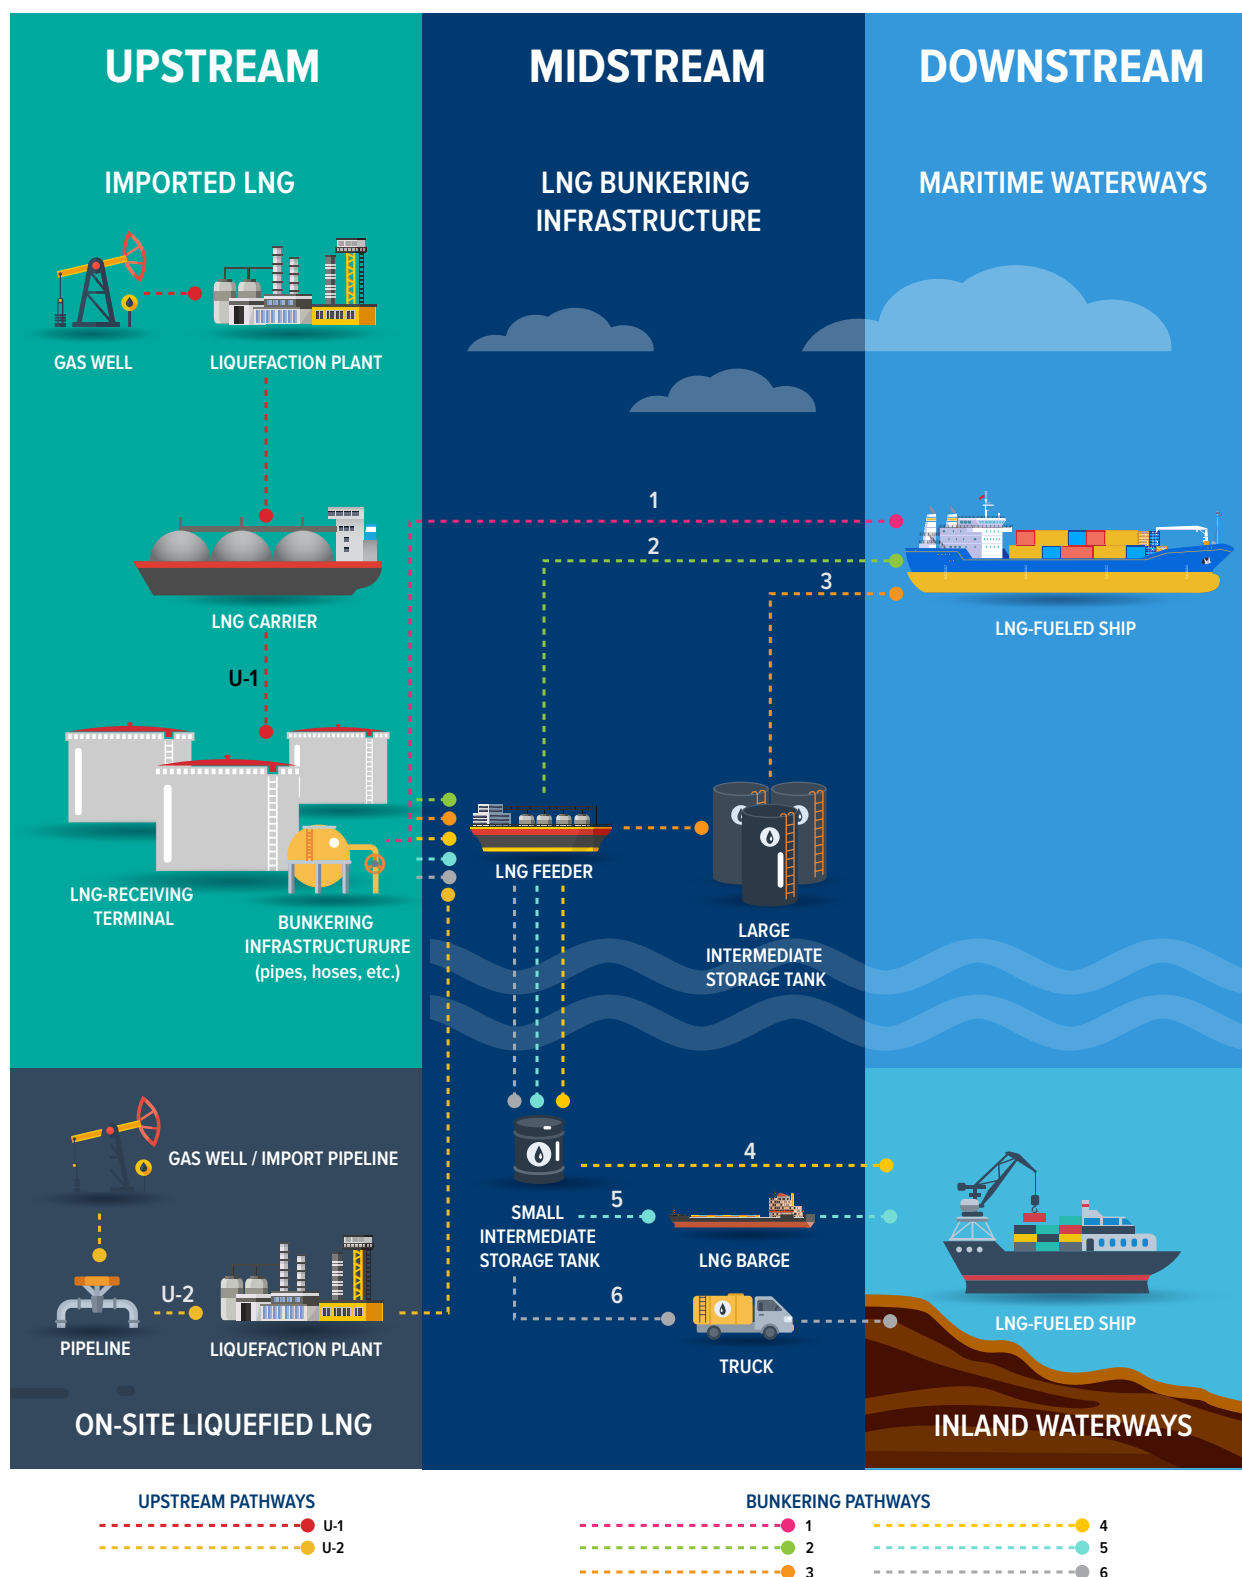 UPSTREAM
MIDSTREAM
DOWNSTREAM
IMPORTED LNG
LNG BUNKERING
INFRASTRUCTURE
MARITIME WATERWAYS
GAS WELL
LIQUEFACTION PLANT
1
2
3
LNG CARRIER
LNG-FUELED SHIP
U-1
LNG FEEDER
LNG-RECEIVING
TERMINAL
BUNKERING
INFRASTRUCTURURE
(pipes, hoses, etc.)
LARGE
INTERMEDIATE
STORAGE TANK
GAS WELL / IMPORT PIPELINE
4
5
SMALL
INTERMEDIATE
STORAGE TANK
LNG BARGE
U-2
6
PIPELINE
LIQUEFACTION PLANT
TRUCK
LNG-FUELED SHIP
ON-SITE LIQUEFIED LNG
INLAND WATERWAYS
UPSTREAM PATHWAYS
U-1
U-2
BUNKERING PATHWAYS
1
2
3
4
5
6